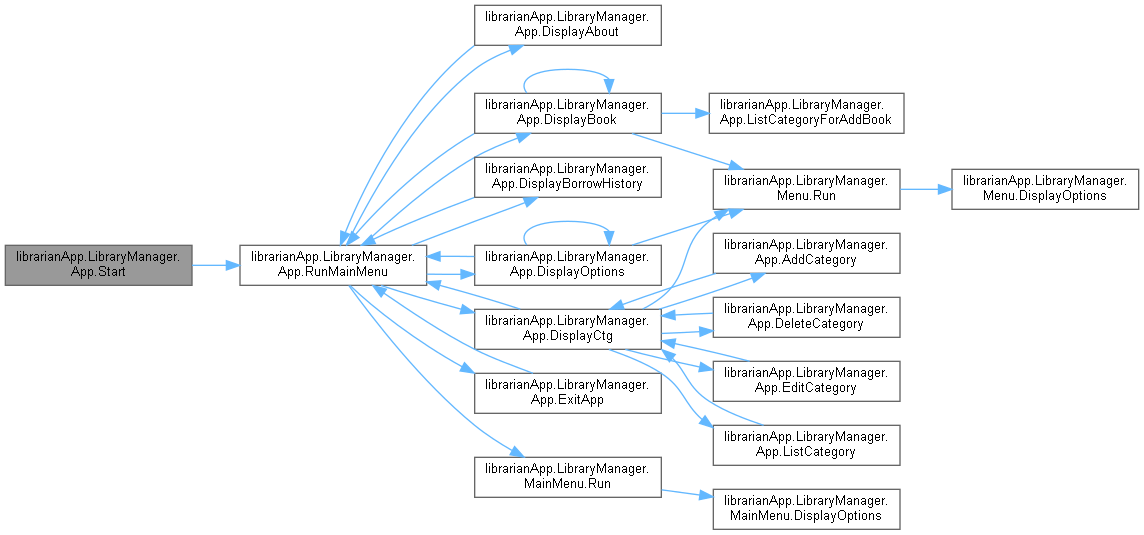 librarianApp.LibraryManager.
App.Start
librarianApp.LibraryManager.
App.RunMainMenu
librarianApp.LibraryManager.
App.DisplayAbout
librarianApp.LibraryManager.
App.DisplayBook
librarianApp.LibraryManager.
App.DisplayBorrowHistory
librarianApp.LibraryManager.
App.DisplayOptions
librarianApp.LibraryManager.
App.DisplayCtg
librarianApp.LibraryManager.
App.ExitApp
librarianApp.LibraryManager.
MainMenu.Run
librarianApp.LibraryManager.
App.ListCategoryForAddBook
librarianApp.LibraryManager.
Menu.Run
librarianApp.LibraryManager.
App.AddCategory
librarianApp.LibraryManager.
App.DeleteCategory
librarianApp.LibraryManager.
App.EditCategory
librarianApp.LibraryManager.
App.ListCategory
librarianApp.LibraryManager.
MainMenu.DisplayOptions
librarianApp.LibraryManager.
Menu.DisplayOptions